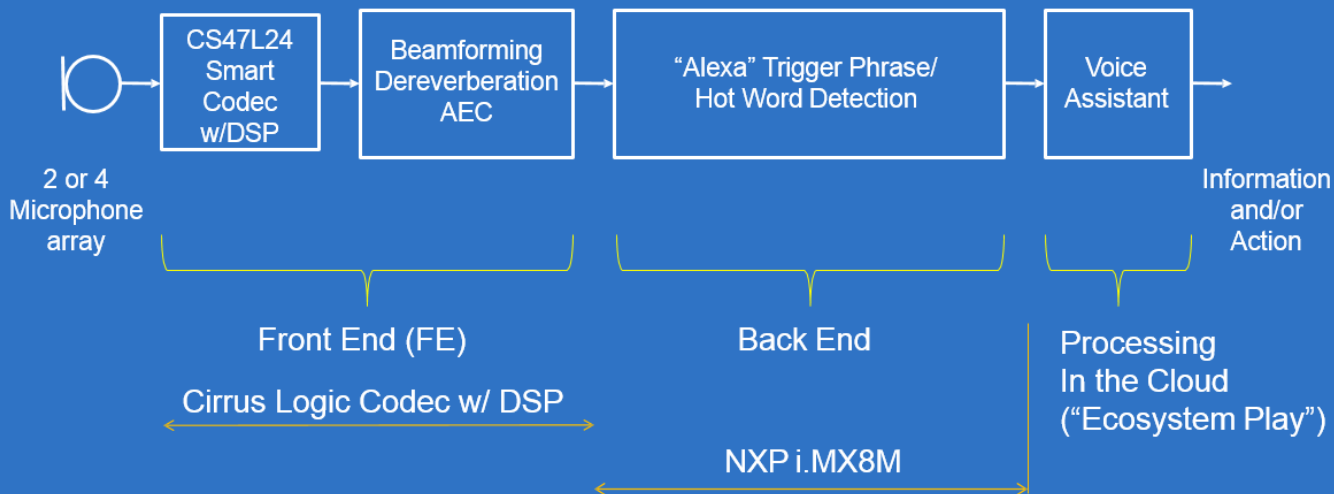 CS47L24
Smart
Codec
w/DSP
Beamforming
Dereverberation
AEC
“Alexa” Trigger Phrase/
Hot Word Detection
Voice
Assistant
2 or 4
Microphone
array
Information
and/or
Action
Front End (FE)
Back End
Processing
In the Cloud
(“Ecosystem Play”)
Cirrus Logic Codec w/ DSP
NXP i.MX8M